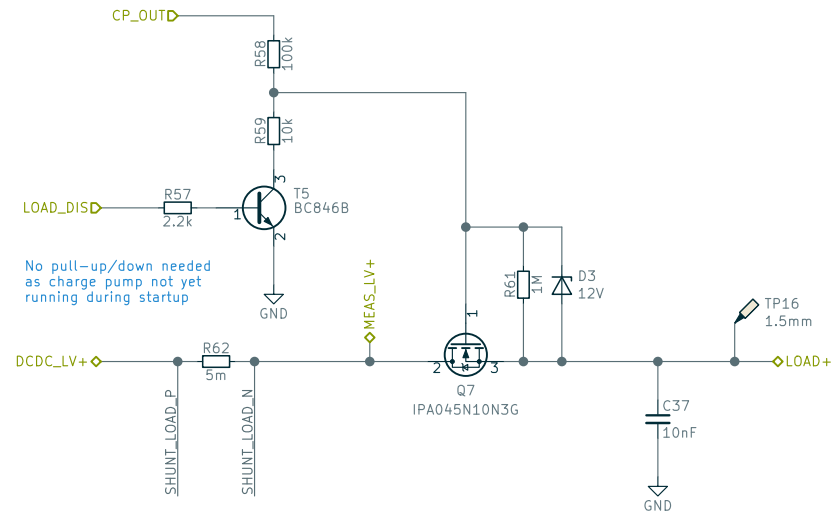 CP_OUT
R58
100k
R59
10k
LOAD_DIS
R57
2.2k
1
3
2
T5
BC846B
No pull-up/down needed
as charge pump not yet
running during startup
GND
MEAS_LV+
R61
1M
D3
12V
TP16
1.5mm
DCDC_LV+
R62
5m
1
2
3
Q7
IPA045N10N3G
LOAD+
SHUNT_LOAD_P
SHUNT_LOAD_N
C37
10nF
GND